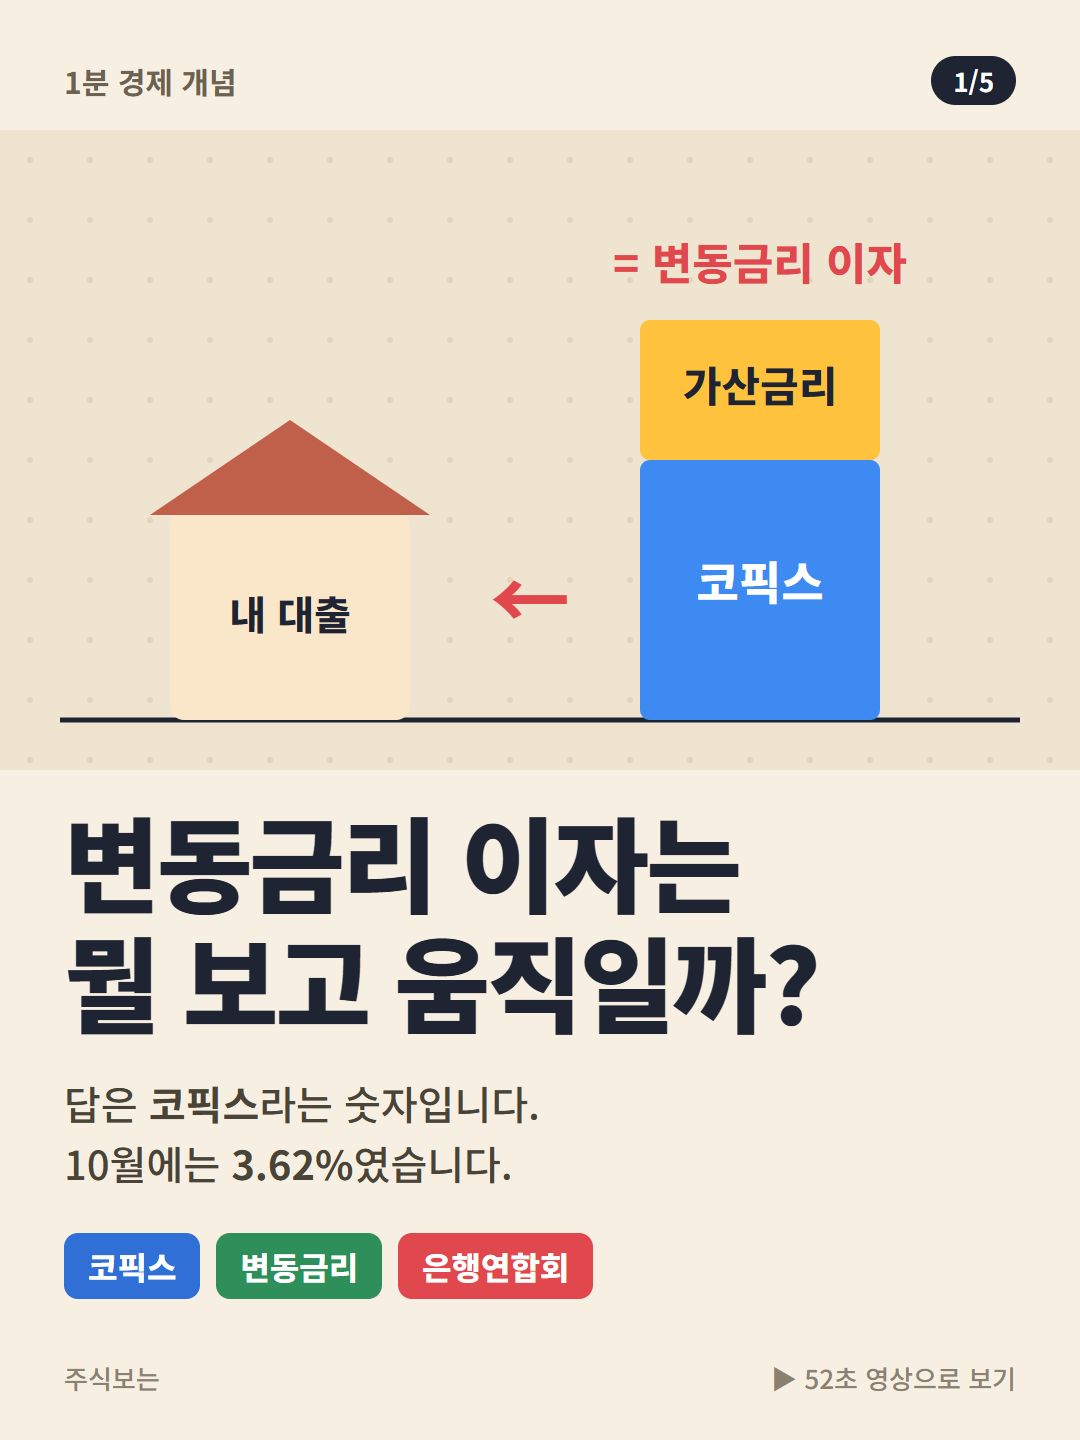 1분 경제 개념
1/5
= 변동금리 이자
가산금리
코픽스
내 대출
←
변동금리 이자는
뭘 보고 움직일까?
답은 코픽스라는 숫자입니다.
10월에는 3.62%였습니다.
코픽스
변동금리
은행연합회
주식보는
▶ 52초 영상으로 보기